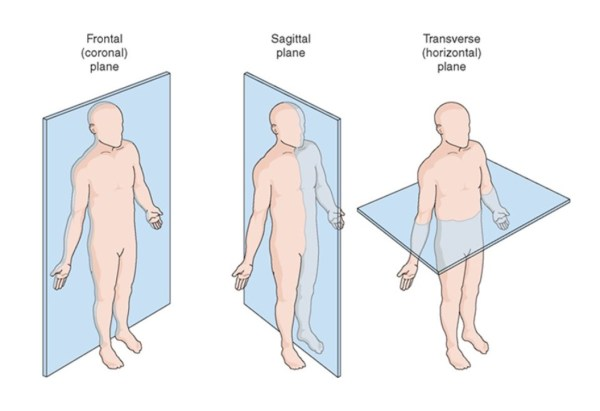 Frontal
(coronal)
plane
Sagittal
plane
Transverse
(horizontal)
plane